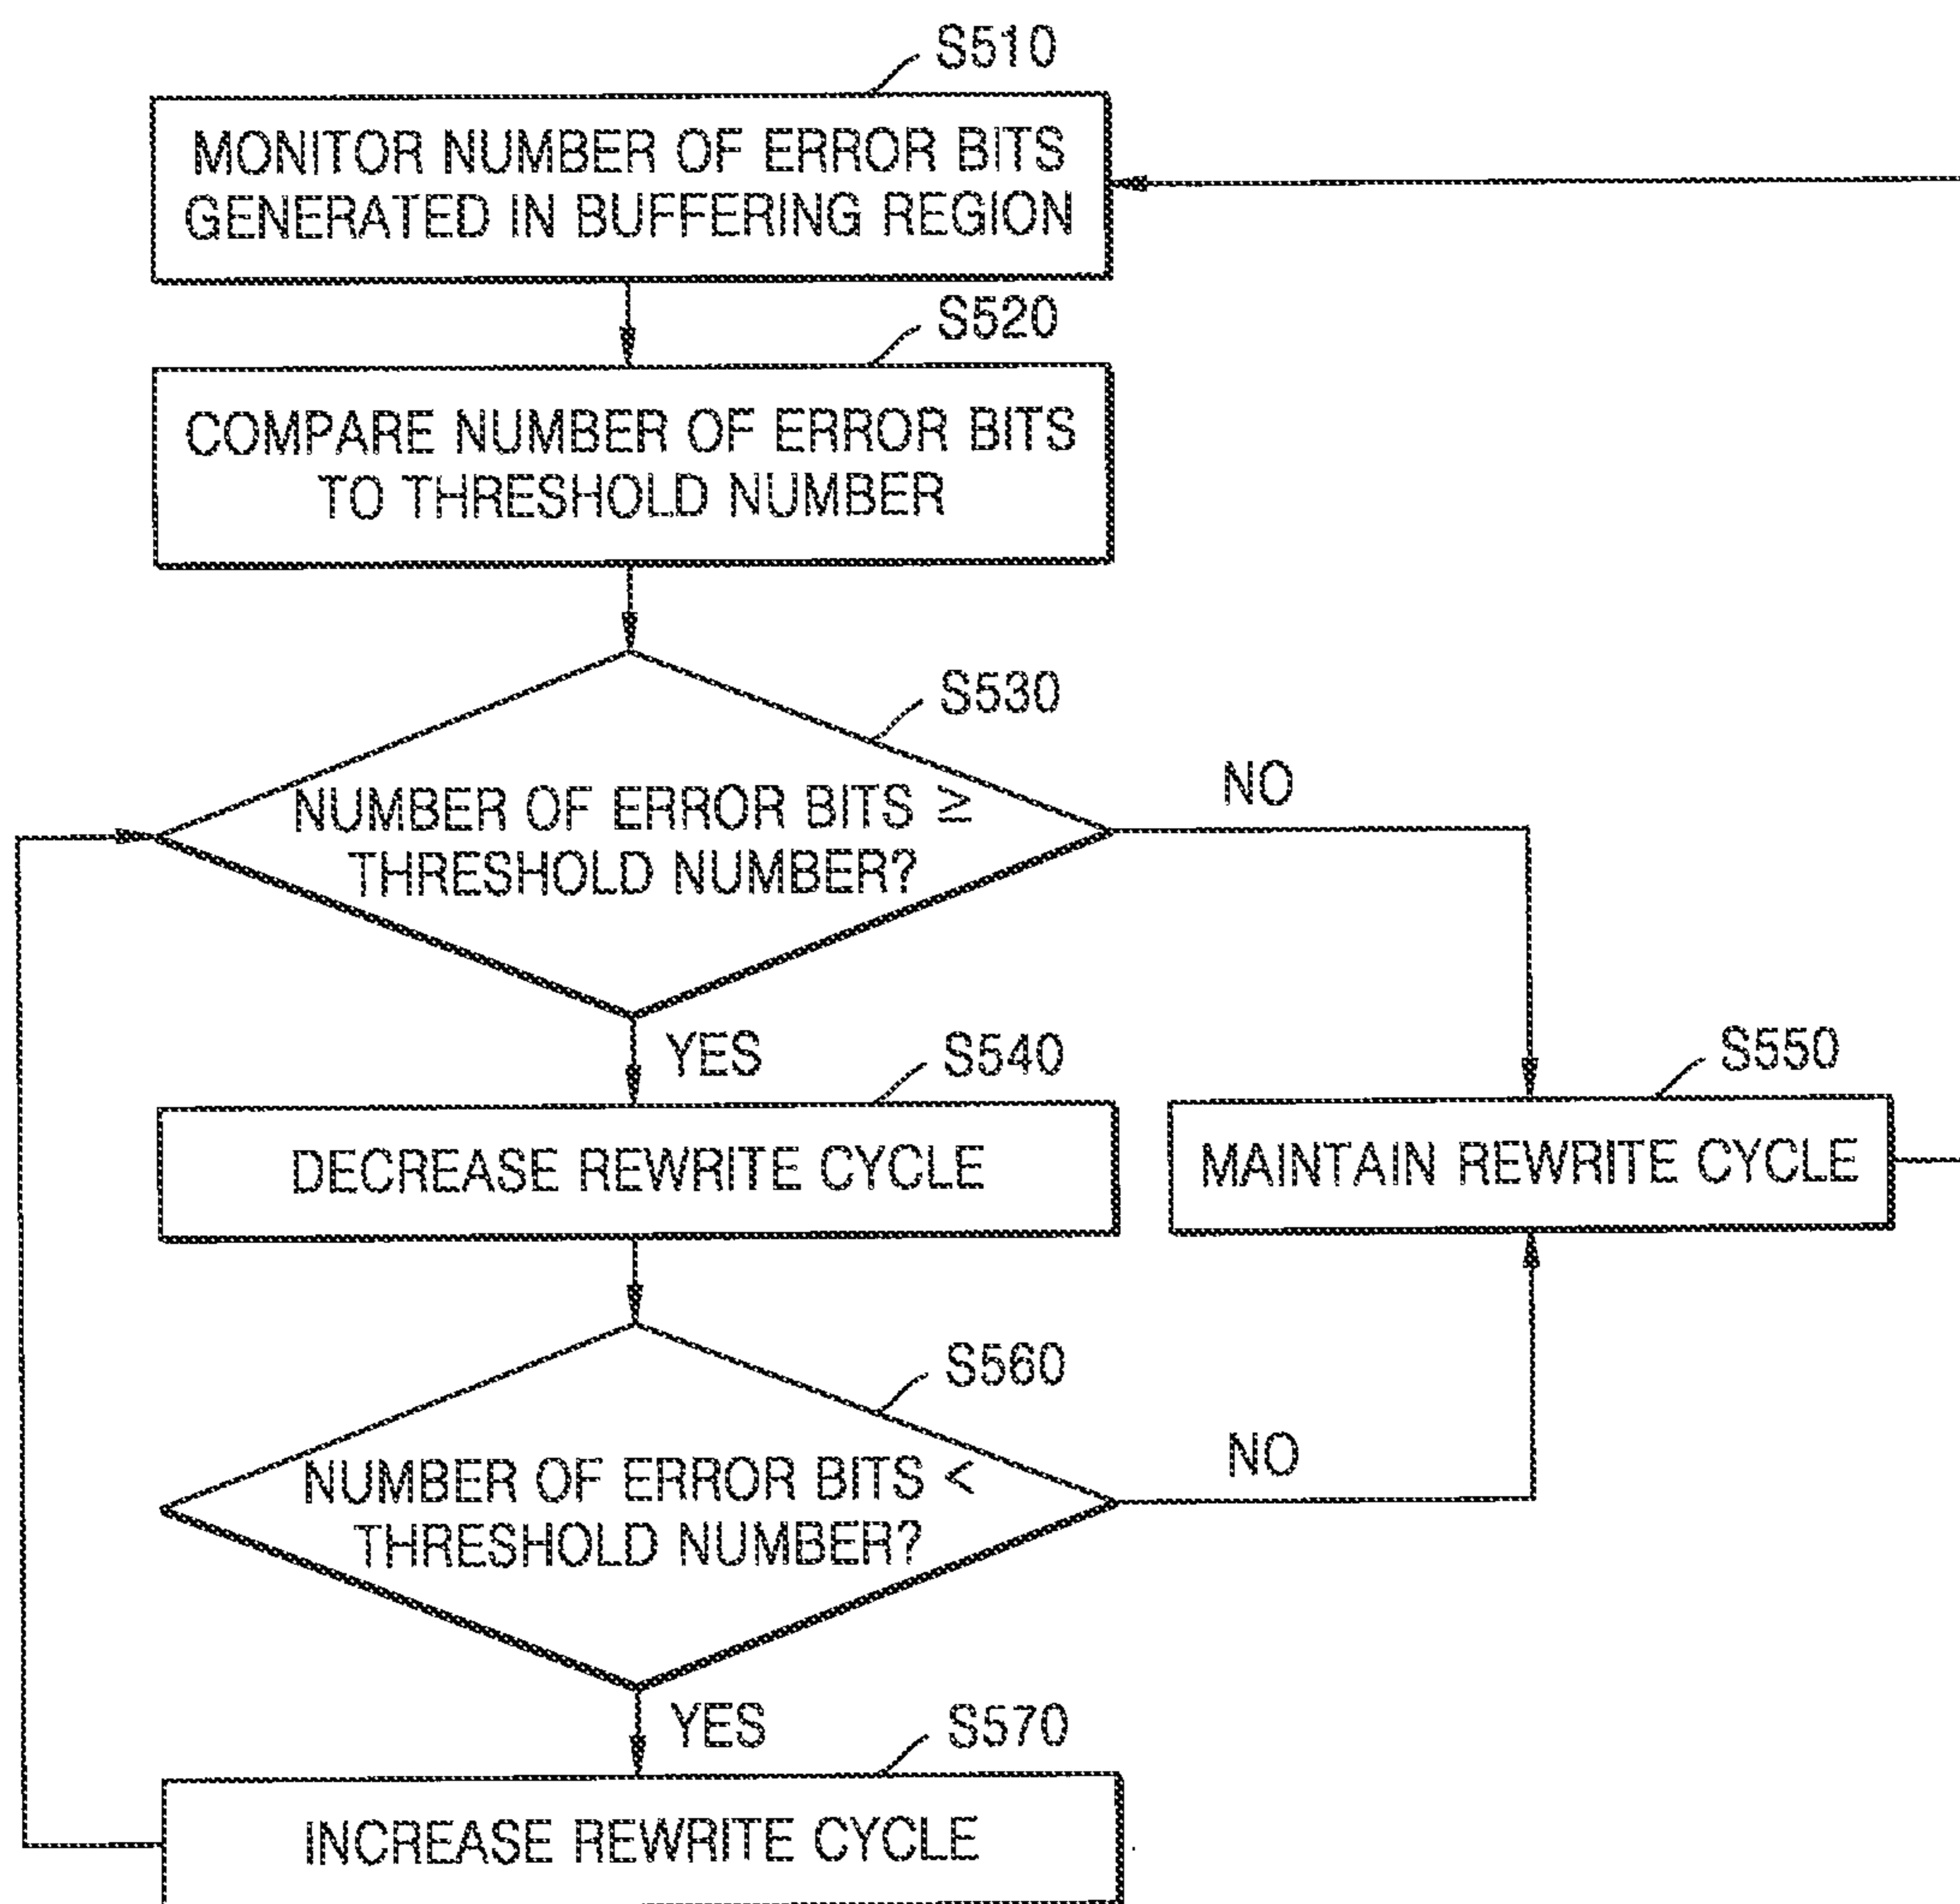 S510
MONITOR NUMBER OF ERROR BITS
GENERATED IN BUFFERING REGION
S520
COMPARE NUMBER OF ERROR BITS
TO THRESHOLD NUMBER
S530
NUMBER OF ERROR BITS ≥
THRESHOLD NUMBER?
NO
YES
S540
DECREASE REWRITE CYCLE
S550
MAINTAIN REWRITE CYCLE
S560
NUMBER OF ERROR BITS <
THRESHOLD NUMBER?
NO
YES
S570
INCREASE REWRITE CYCLE